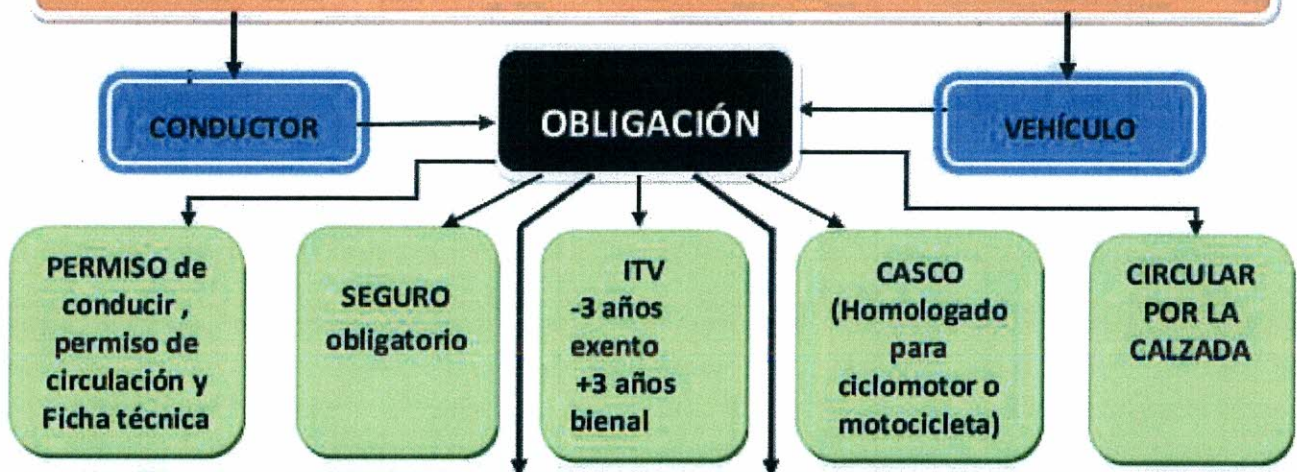 CONDUCTOR
OBLIGACIÓN
VEHÍCULO
PERMISO de
conducir ,
permiso de
circulación y
Ficha técnica
SEGURO
obligatorio
ITV
-3 años
exento
+3 años
bienal
CASCO
(Homologado
para
ciclomotor o
motocicleta)
CIRCULAR
POR LA
CALZADA